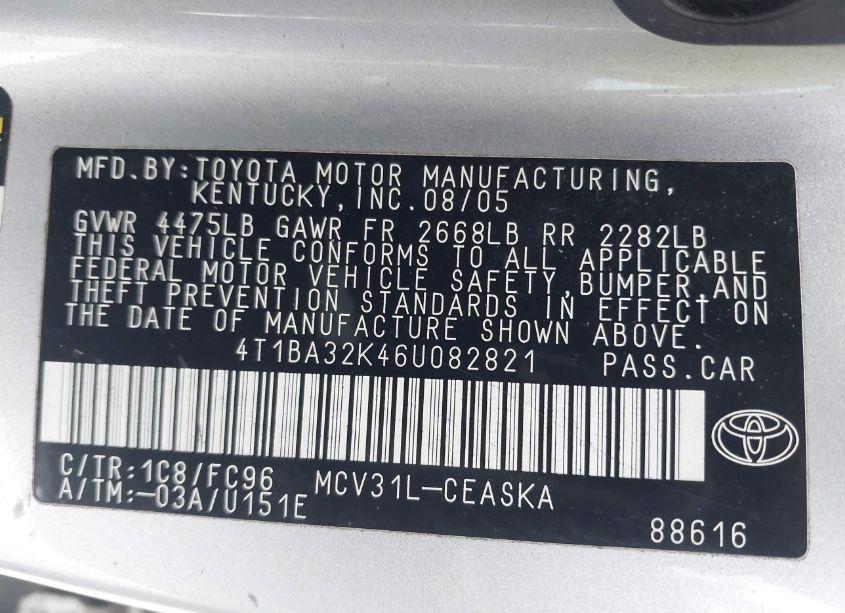 MFD.BY:TOYOTA MOTOR MANUFACTURING,
KENTUCKY,INC.08/05
GVWR 4475LB GAWR FR 2668LB RR 2282LB
THIS VEHICLE CONFORMS TO ALL APPLICABLE
FEDERAL MOTOR VEHICLE SAFETY,BUMPER,AND
THEFT PREVENTION STANDARDS IN EFFECT ON
THE DATE OF MANUFACTURE SHOWN ABOVE.
4T1BA32K46U082821 PASS.CAR
C/TR:1C8/FC96 MCV31L-CEASKA
A/TM:-03A/U151E
88616